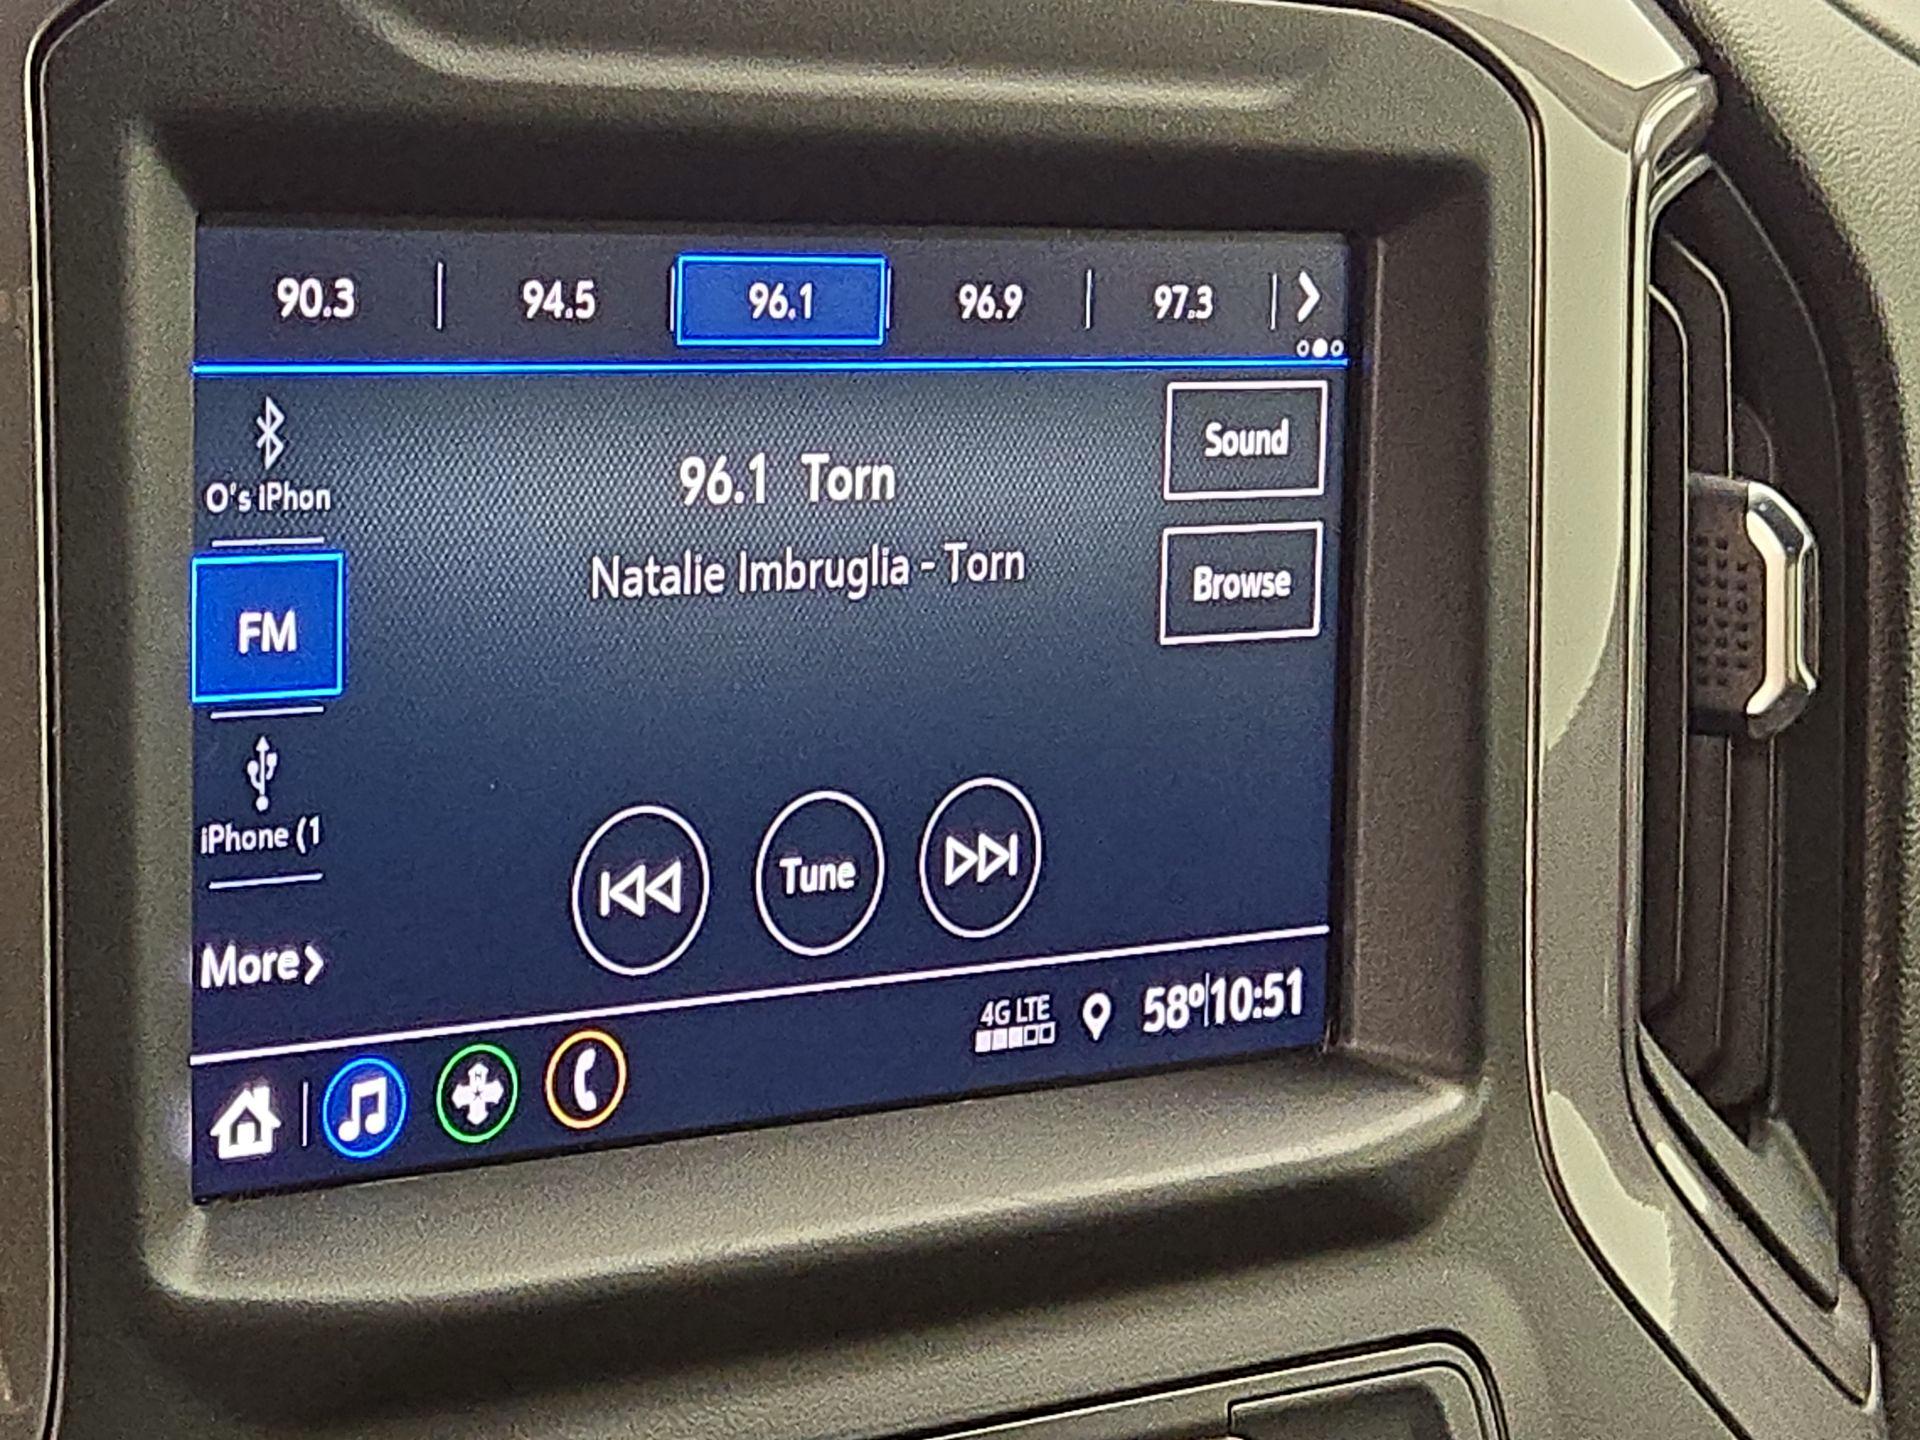 90.3 94.5 96.1 96.9 97.3
O's iPhon
Sound
96.1 Torn
Natalie Imbruglia - Torn
Browse
FM
iPhone (1
Tune
More
4G LTE
58° 10:51